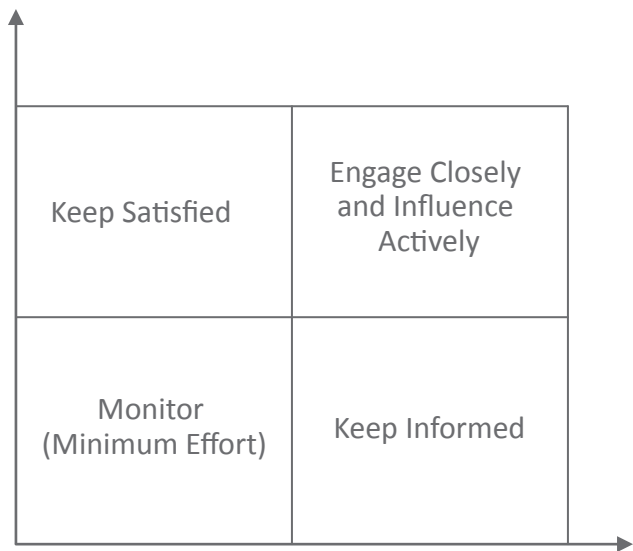 Keep Satisfied
Engage Closely
and Influence
Actively
Monitor
(Minimum Effort)
Keep Informed